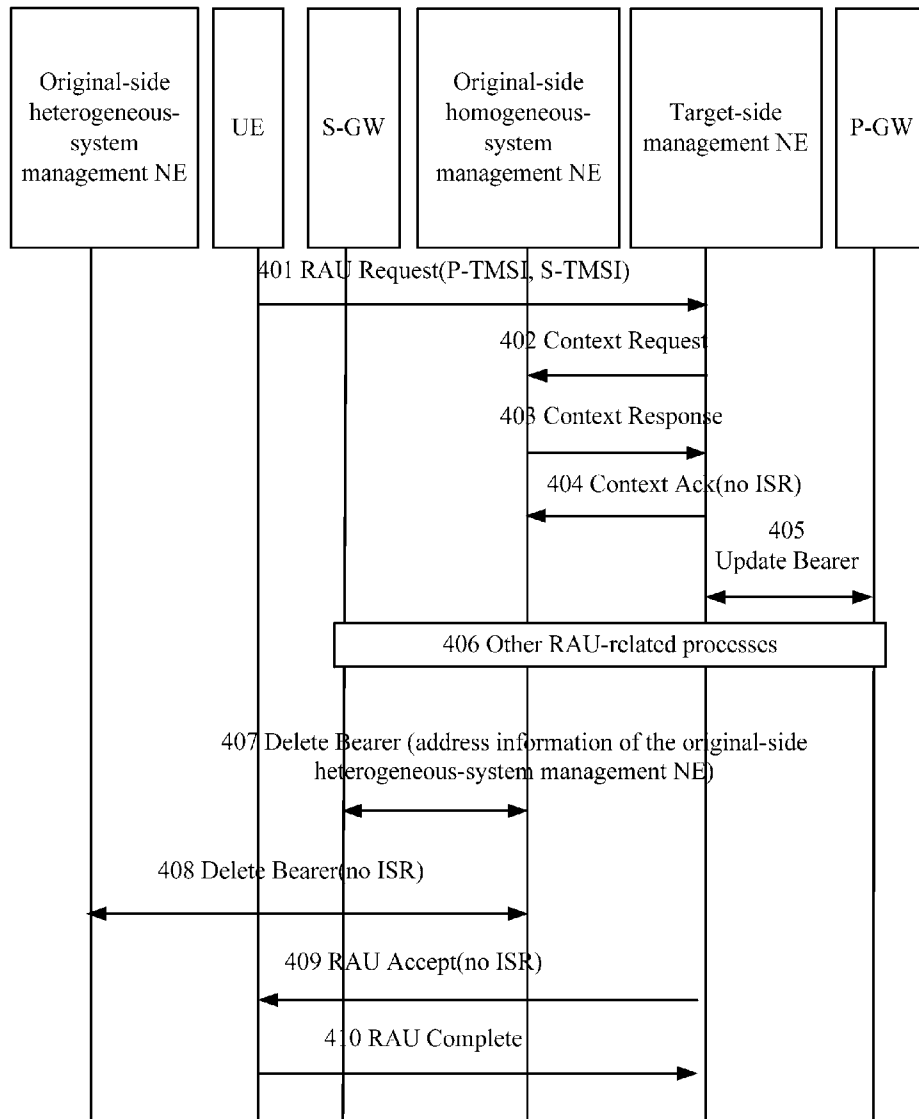 Original-side
heterogeneous-
system
management NE
UE
S-GW
Original-side
homogeneous-
system
management NE
Target-side
management NE
P-GW
401 RAU Request(P-TMSI, S-TMSI)
402 Context Request
403 Context Response
404 Context Ack(no ISR)
405
Update Bearer
406 Other RAU-related processes
407 Delete Bearer (address information of the original-side
heterogeneous-system management NE)
408 Delete Bearer(no ISR)
409 RAU Accept(no ISR)
410 RAU Complete